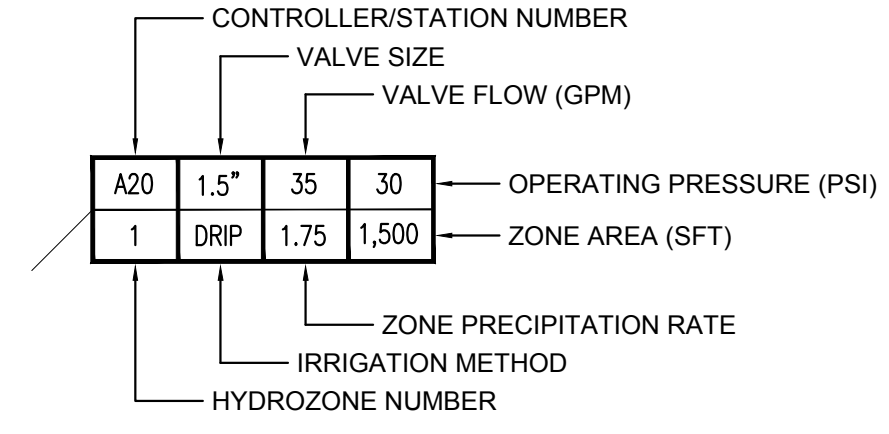 CONTROLLER/STATION NUMBER
VALVE SIZE
VALVE FLOW (GPM)
A20 1.5" 35 30 OPERATING PRESSURE (PSI)
1 DRIP 1.75 1,500 ZONE AREA (SFT)
ZONE PRECIPITATION RATE
IRRIGATION METHOD
HYDROZONE NUMBER